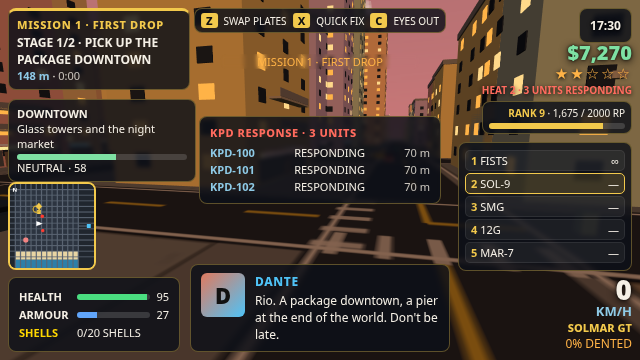 MISSION 1 · FIRST DROP
STAGE 1/2 · PICK UP THE
PACKAGE DOWNTOWN
148 m · 0:00
Z SWAP PLATES X QUICK FIX C EYES OUT
MISSION 1 · FIRST DROP
17:30
$7,270
★★☆☆☆
HEAT 2 · 3 UNITS RESPONDING
RANK 9 · 1,675 / 2000 RP
DOWNTOWN
Glass towers and the night
market
NEUTRAL · 58
KPD RESPONSE · 3 UNITS
KPD-100 RESPONDING 70 m
KPD-101 RESPONDING 70 m
KPD-102 RESPONDING 70 m
1 FISTS ∞
2 SOL-9 —
3 SMG —
4 12G —
5 MAR-7 —
HEALTH 95
ARMOUR 27
SHELLS 0/20 SHELLS
D
DANTE
Rio. A package downtown, a pier
at the end of the world. Don't be
late.
0
KM/H
SOLMAR GT
0% DENTED